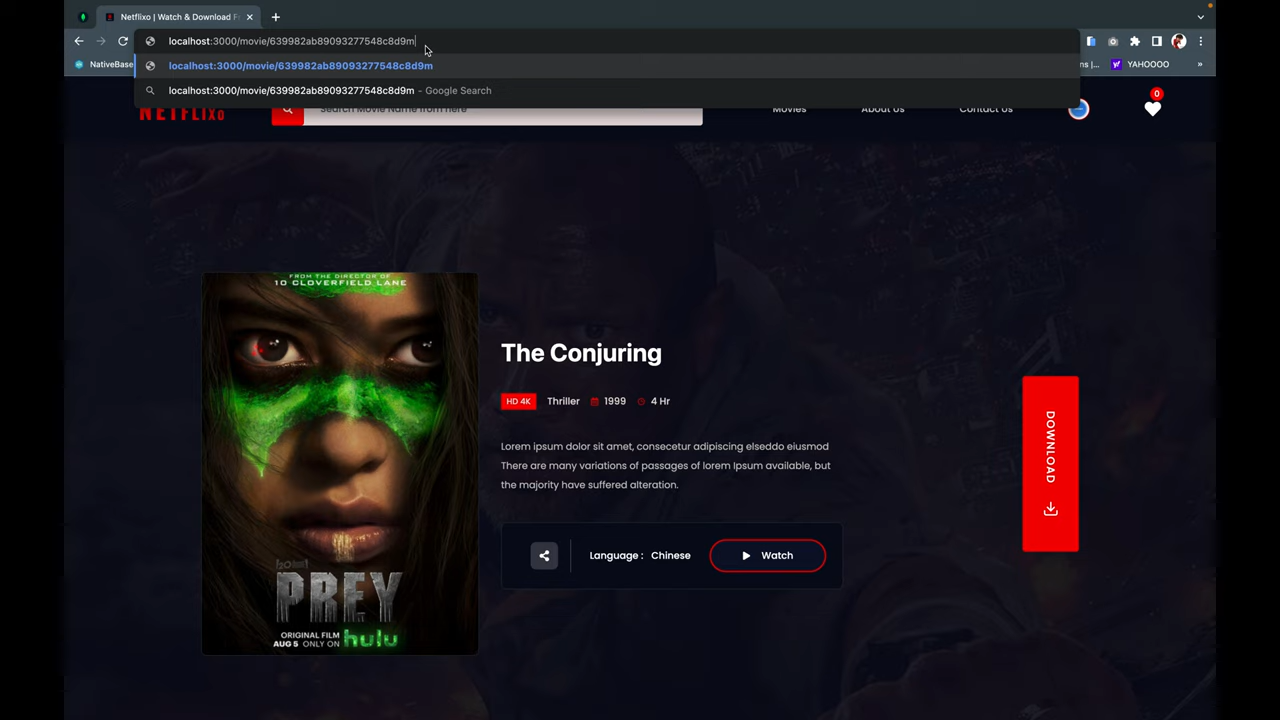 Netflixo | Watch & Download F
localhost:3000/movie/639982ab89093277548c8d9m
NativeBase
localhost:3000/movie/639982ab89093277548c8d9m
YAHOOOO
»
localhost:3000/movie/639982ab89093277548c8d9m - Google Search
0
NETFLIXO
Search Movie Name from here
Movies
About Us
Contact Us
FROM THE DIRECTOR OF
10 CLOVERFIELD LANE
The Conjuring
HD 4K Thriller 1999 4 Hr
Lorem ipsum dolor sit amet, consecetur adipiscing elseddo eiusmod
There are many variations of passages of lorem Ipsum available, but
the majority have suffered alteration.
DOWNLOAD
Language : Chinese
Watch
PREY
ORIGINAL FILM
AUG 5 ONLY ON hulu